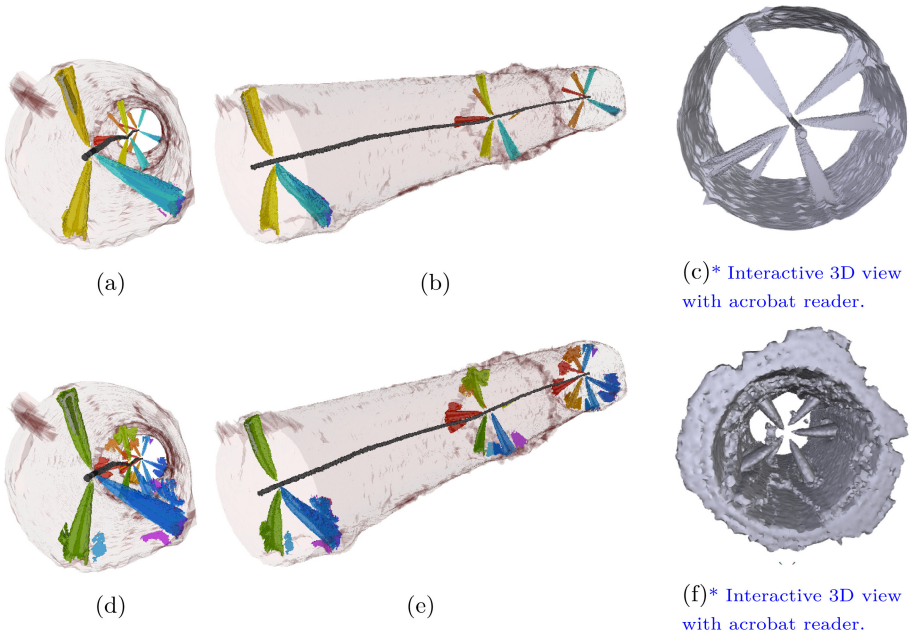 (a)
(b)
(c)* Interactive 3D view
with acrobat reader.
(d)
(e)
(f)* Interactive 3D view
with acrobat reader.